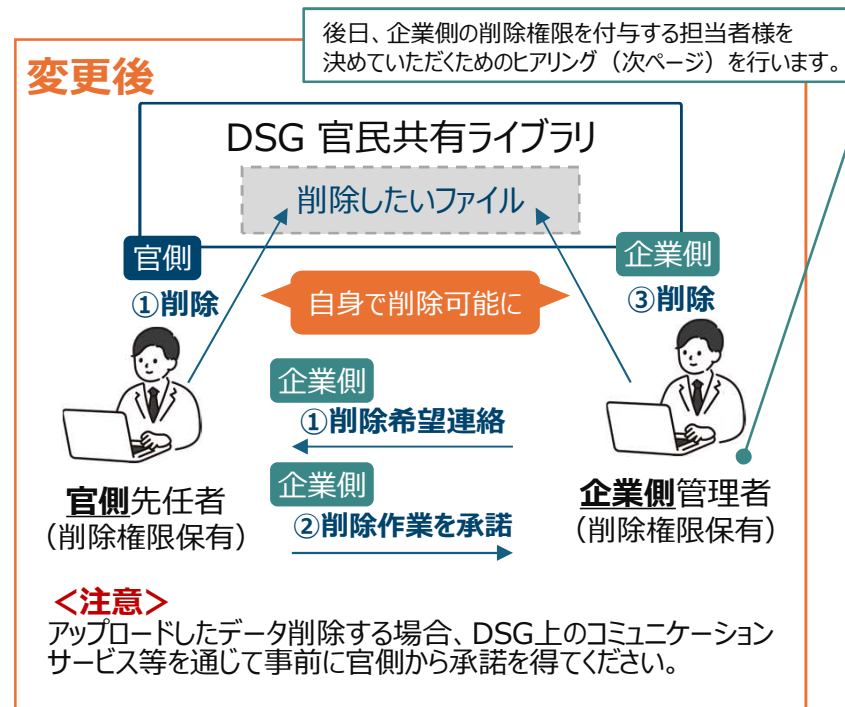 後日、企業側の削除権限を付与する担当者様を
決めていただくためのヒアリング（次ページ）を行います。
変更後
DSG 官民共有ライブラリ
削除したいファイル
官側
①削除
企業側
③削除
自身で削除可能に
企業側
①削除希望連絡
企業側
②削除作業を承諾
官側先任者
（削除権限保有）
企業側管理者
（削除権限保有）
＜注意＞
アップロードしたデータ削除する場合、DSG上のコミュニケーション
サービス等を通じて事前に官側から承諾を得てください。